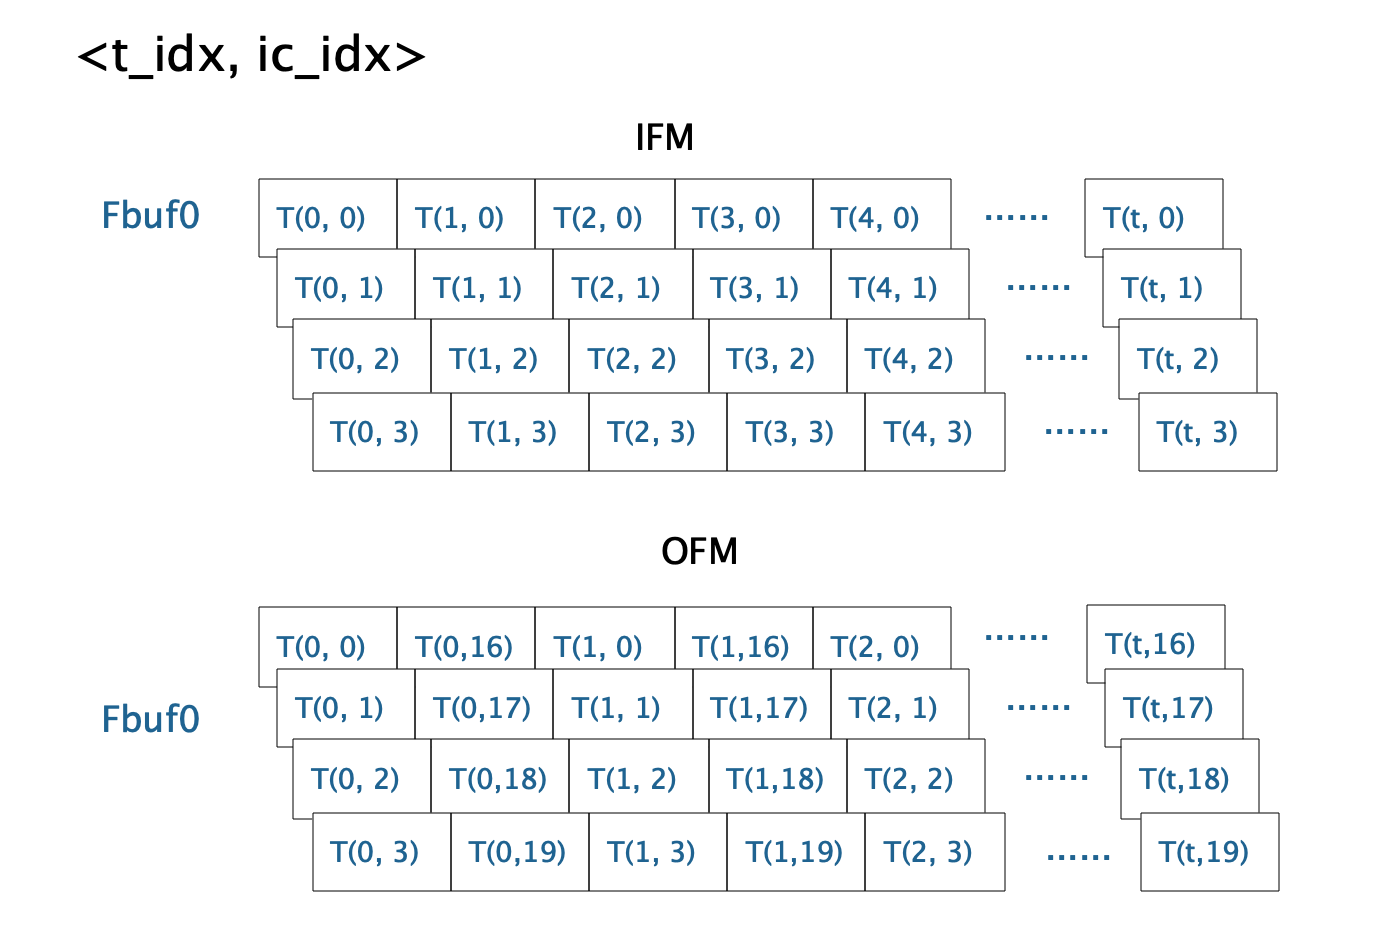 <t_idx, ic_idx>
IFM
Fbuf0 T(0, 0) T(1, 0) T(2, 0) T(3, 0) T(4, 0) ...... T(t, 0)
T(0, 1) T(1, 1) T(2, 1) T(3, 1) T(4, 1) ...... T(t, 1)
T(0, 2) T(1, 2) T(2, 2) T(3, 2) T(4, 2) ...... T(t, 2)
T(0, 3) T(1, 3) T(2, 3) T(3, 3) T(4, 3) ...... T(t, 3)
OFM
T(0, 0) T(0,16) T(1, 0) T(1,16) T(2, 0) ...... T(t,16)
Fbuf0 T(0, 1) T(0,17) T(1, 1) T(1,17) T(2, 1) ...... T(t,17)
T(0, 2) T(0,18) T(1, 2) T(1,18) T(2, 2) ...... T(t,18)
T(0, 3) T(0,19) T(1, 3) T(1,19) T(2, 3) ...... T(t,19)